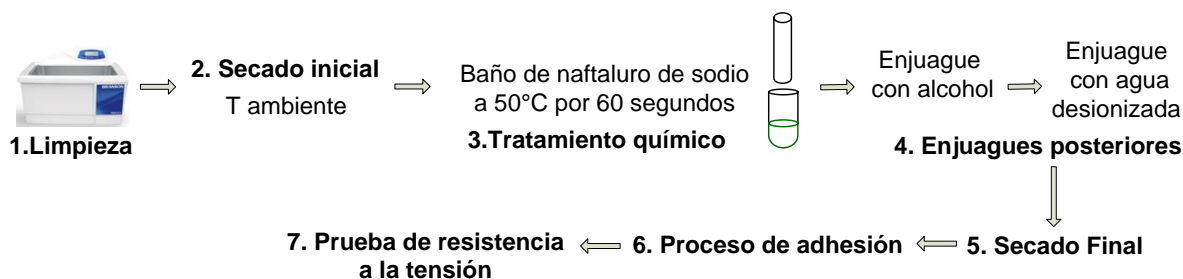 1.Limpieza
2. Secado inicial
T ambiente
Baño de naftaluro de sodio
a 50°C por 60 segundos
3.Tratamiento químico
Enjuague
con alcohol
Enjuague
con agua
desionizada
4. Enjuagues posteriores
5. Secado Final
6. Proceso de adhesión
7. Prueba de resistencia
a la tensión